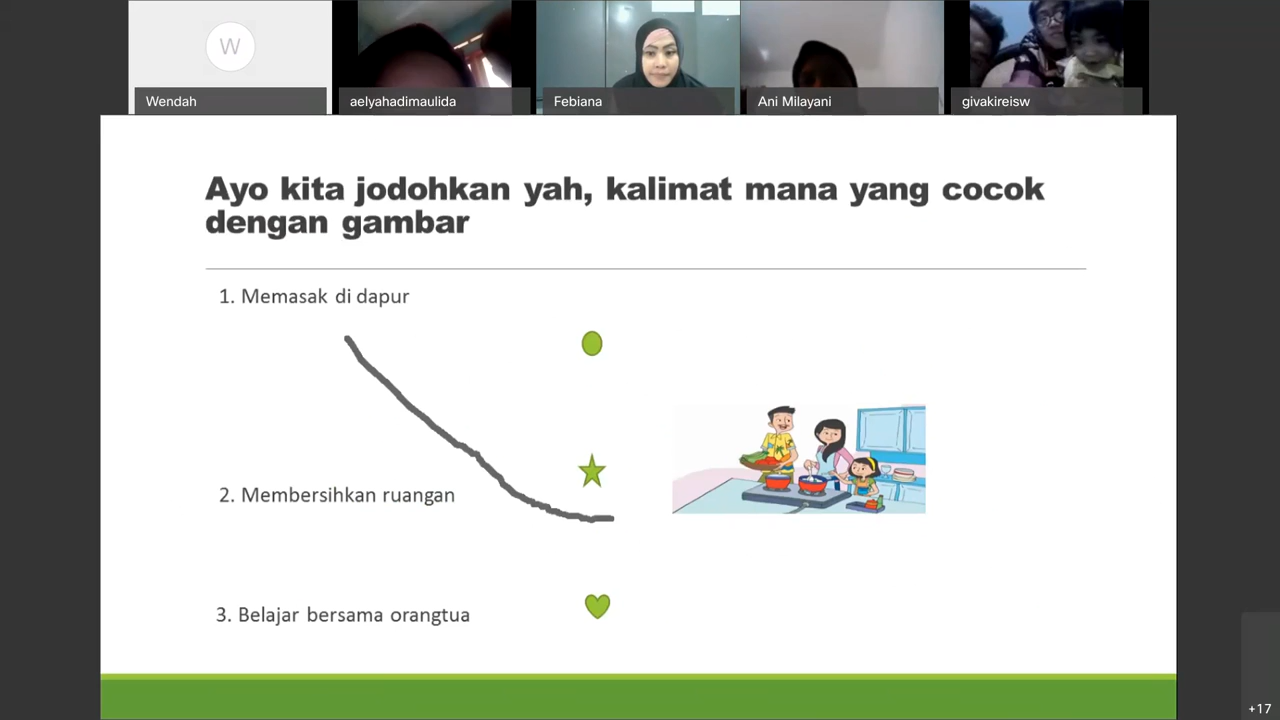 W
Wendah
aelyahadimaulida
Febiana
Ani Milayani
givakireisw
Ayo kita jodohkan yah, kalimat mana yang cocok
dengan gambar
1. Memasak di dapur
2. Membersihkan ruangan
3. Belajar bersama orangtua
+17